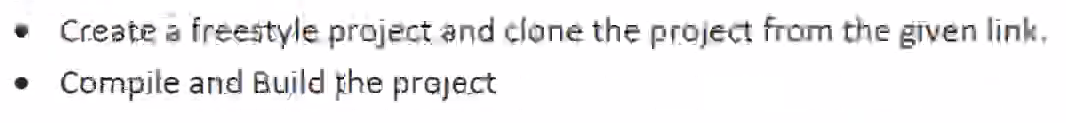 • Create a freestyle project and clone the project from the given link.
• Compile and Build the project